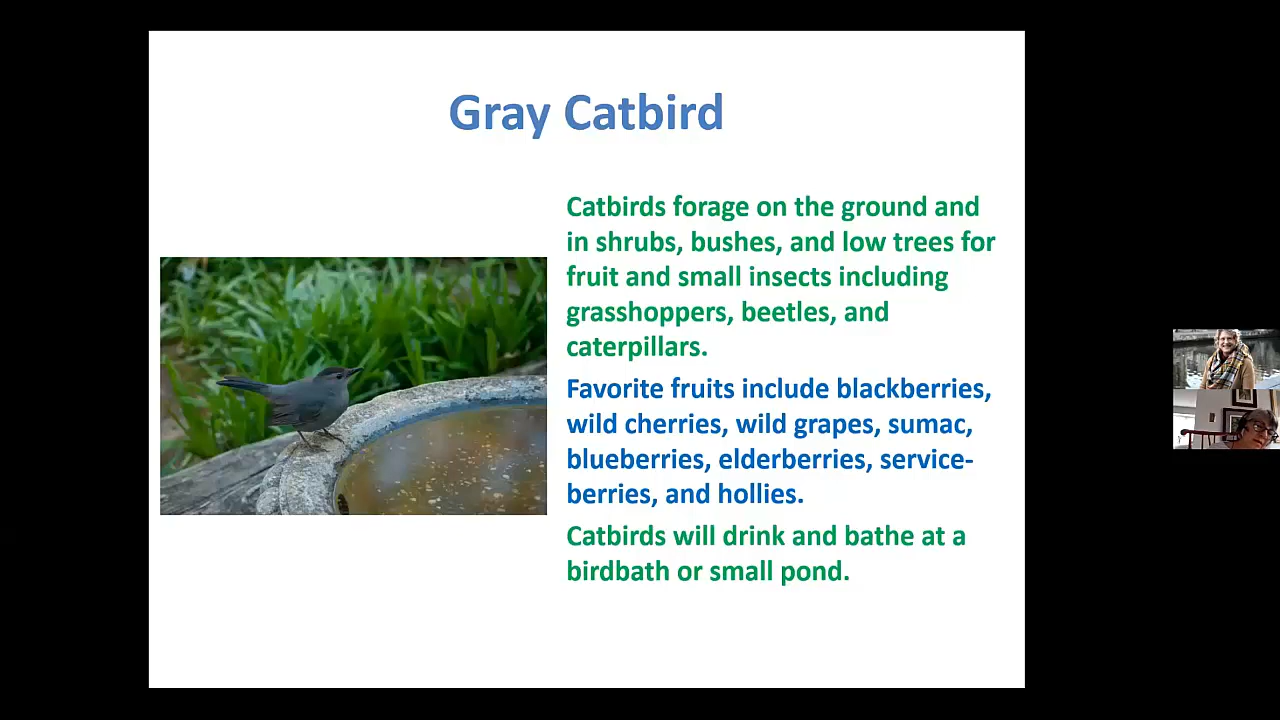 Gray Catbird
Catbirds forage on the ground and
in shrubs, bushes, and low trees for
fruit and small insects including
grasshoppers, beetles, and
caterpillars.
Favorite fruits include blackberries,
wild cherries, wild grapes, sumac,
blueberries, elderberries, service-
berries, and hollies.
Catbirds will drink and bathe at a
birdbath or small pond.